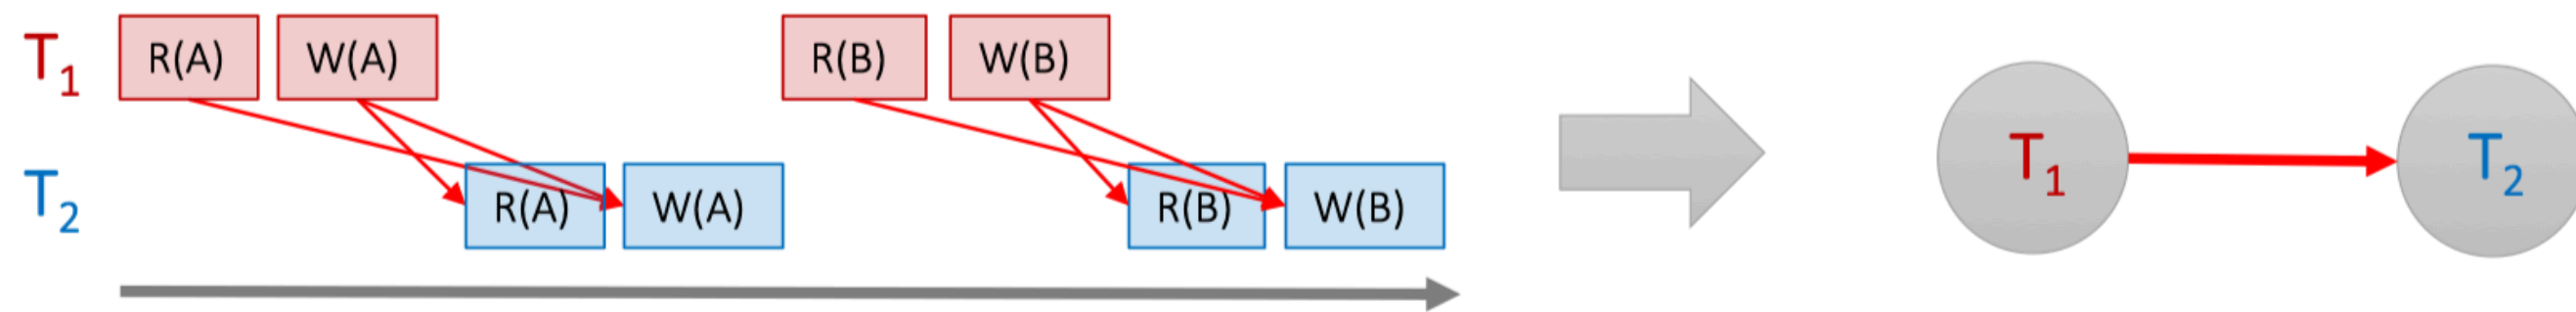 T1 R(A) W(A) R(B) W(B)
T2 R(A) W(A) R(B) W(B)
T1 T2